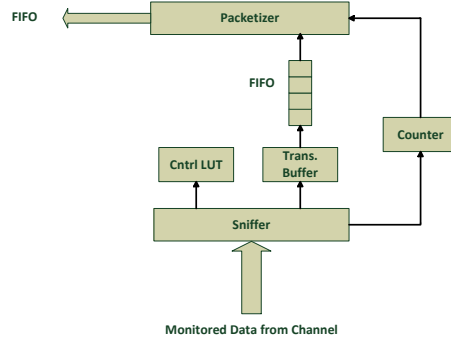 FIFO
Packetizer
FIFO
Counter
Cntrl LUT
Trans.
Buffer
Sniffer
Monitored Data from Channel